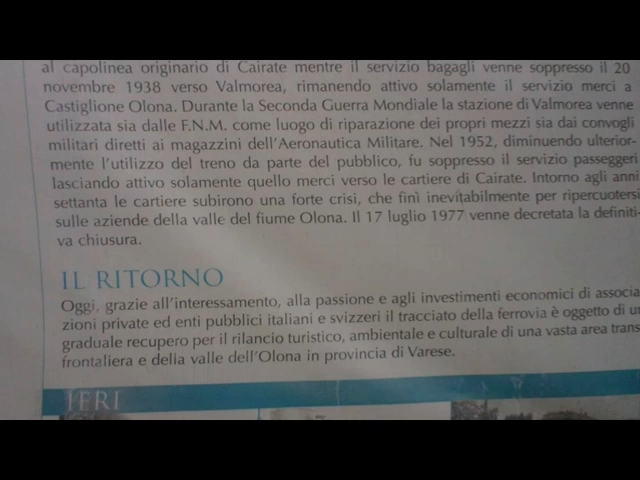 al capolinea originario di Cairate mentre il servizio bagagli venne soppresso il 20
novembre 1938 verso Valmorea, rimanendo attivo solamente il servizio merci a
Castiglione Olona. Durante la Seconda Guerra Mondiale la stazione di Valmorea venne
utilizzata sia dalle F.N.M. come luogo di riparazione dei propri mezzi sia dai convogli
militari diretti ai magazzini dell'Aeronautica Militare. Nel 1952, diminuendo ulterior-
mente l'utilizzo del treno da parte del pubblico, fu soppresso il servizio passeggeri
lasciando attivo solamente quello merci verso le cartiere di Cairate. Intorno agli anni
settanta le cartiere subirono una forte crisi, che finì inevitabilmente per ripercuotersi
sulle aziende della valle del fiume Olona. Il 17 luglio 1977 venne decretata la definiti-
va chiusura.
IL RITORNO
Oggi, grazie all'interessamento, alla passione e agli investimenti economici di associa
zioni private ed enti pubblici italiani e svizzeri il tracciato della ferrovia è oggetto di un
graduale recupero per il rilancio turistico, ambientale e culturale di una vasta area trans
frontaliera e della valle dell'Olona in provincia di Varese.
IERI